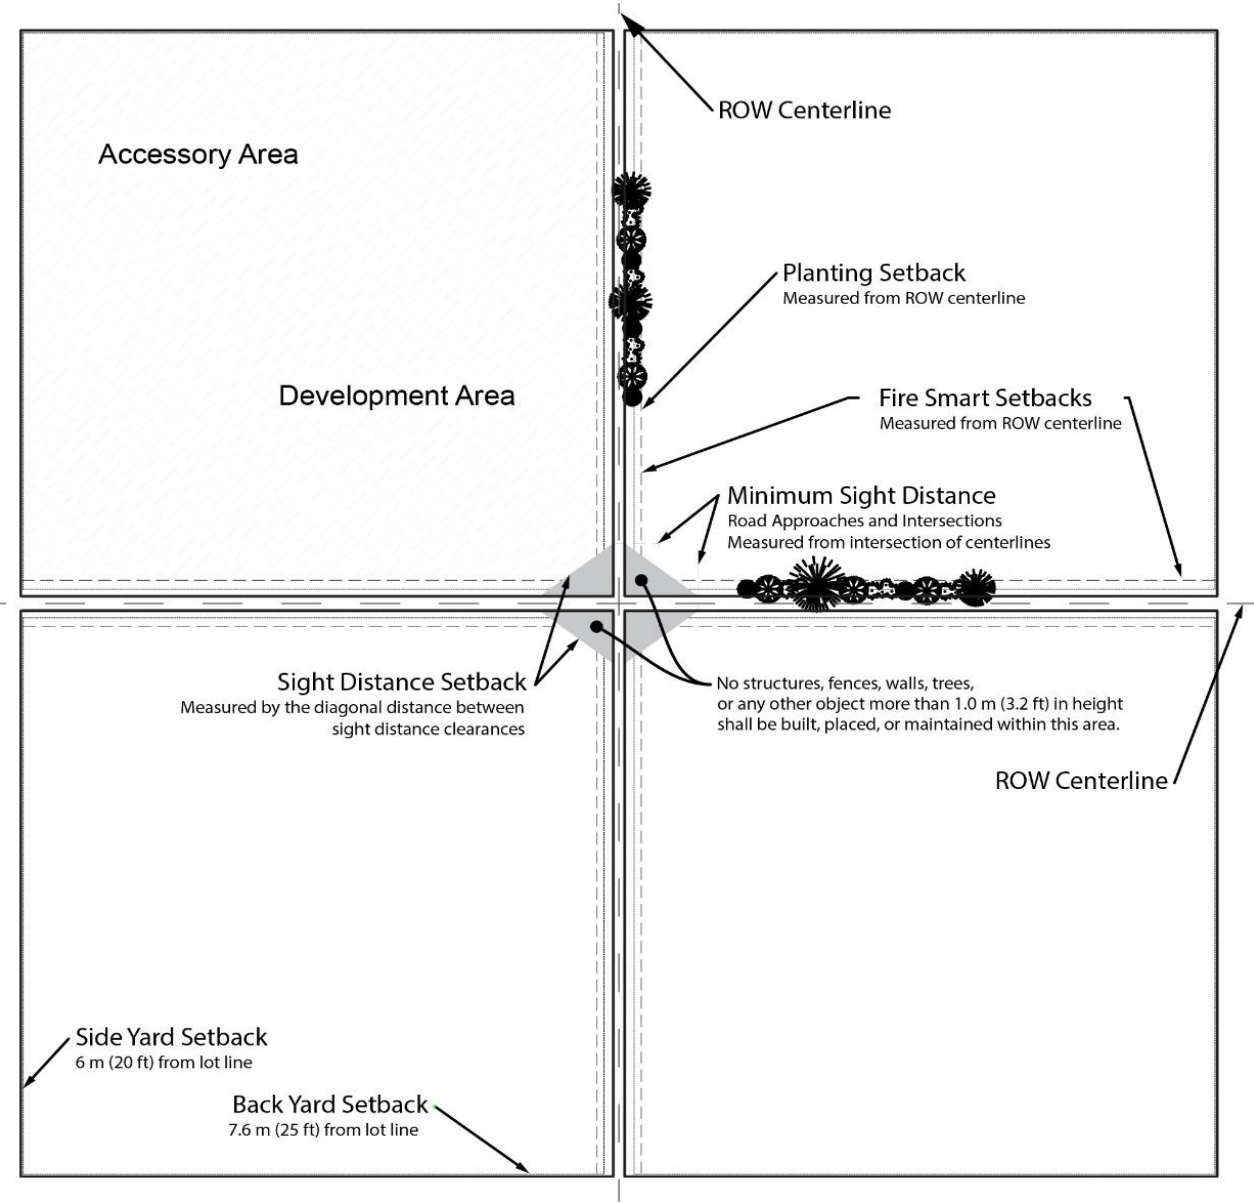 ROW Centerline
Accessory Area
Planting Setback
Measured from ROW centerline
Development Area
Fire Smart Setbacks
Measured from ROW centerline
Minimum Sight Distance
Road Approaches and Intersections
Measured from intersection of centerlines
Sight Distance Setback
Measured by the diagonal distance between
sight distance clearances
No structures, fences, walls, trees,
or any other object more than 1.0 m (3.2 ft) in height
shall be built, placed, or maintained within this area.
ROW Centerline
Side Yard Setback
6 m (20 ft) from lot line
Back Yard Setback
7.6 m (25 ft) from lot line